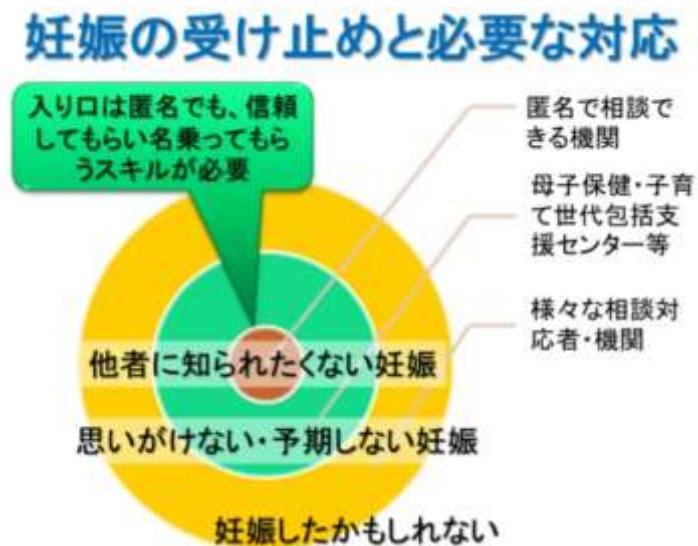 妊娠の受け止めと必要な対応
入り口は匿名でも、信頼
してもらい名乗ってもら
うスキルが必要
匿名で相談で
きる機関
母子保健・子育
て世代包括支
援センター等
様々な相談対
応者・機関
他者に知られたくない妊娠
思いがけない・予期しない妊娠
妊娠したかもしれない